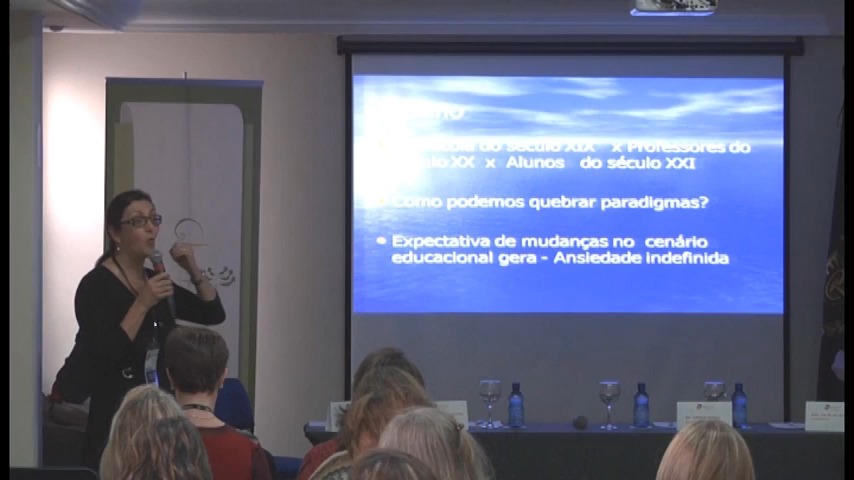 do século XIX x Professores do
XX x Alunos do século XXI
Como podemos quebrar paradigmas?
Expectativa de mudanças no cenário
educacional gera - Ansiedade indefinida